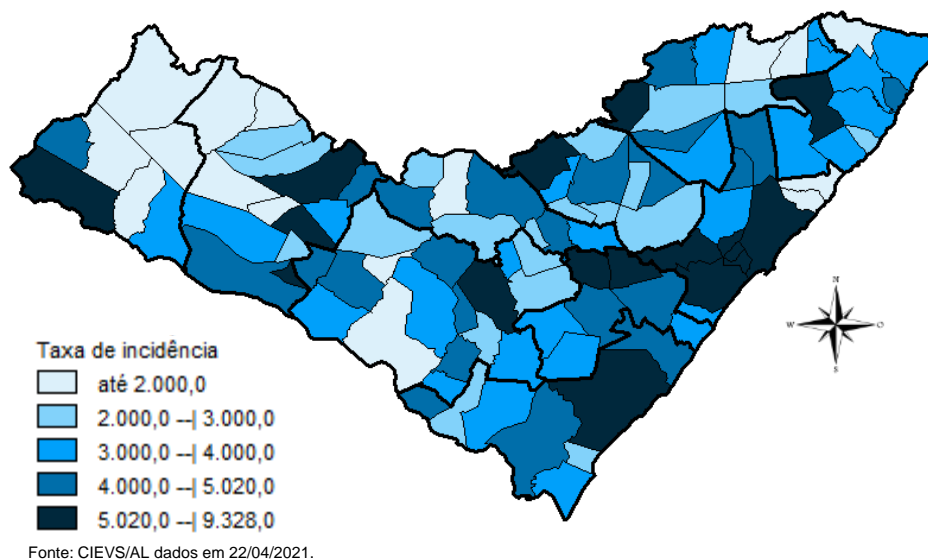 N
W
O
S
Taxa de incidência
até 2.000,0
2.000,0 --| 3.000,0
3.000,0 --| 4.000,0
4.000,0 --| 5.020,0
5.020,0 --| 9.328,0
Fonte: CIEVS/AL dados em 22/04/2021.